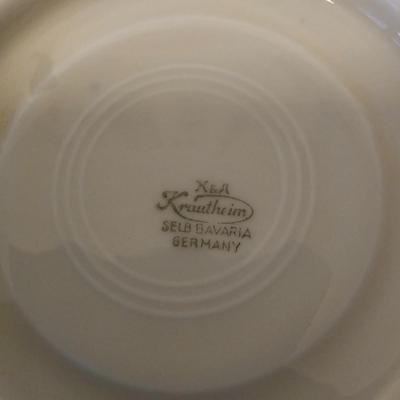 K&A
Krautheim
SELB BAVARIA
GERMANY